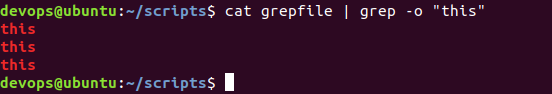 devops@ubuntu:~/scripts$ cat grepfile | grep -o "this"
this
this
this
devops@ubuntu:~/scripts$